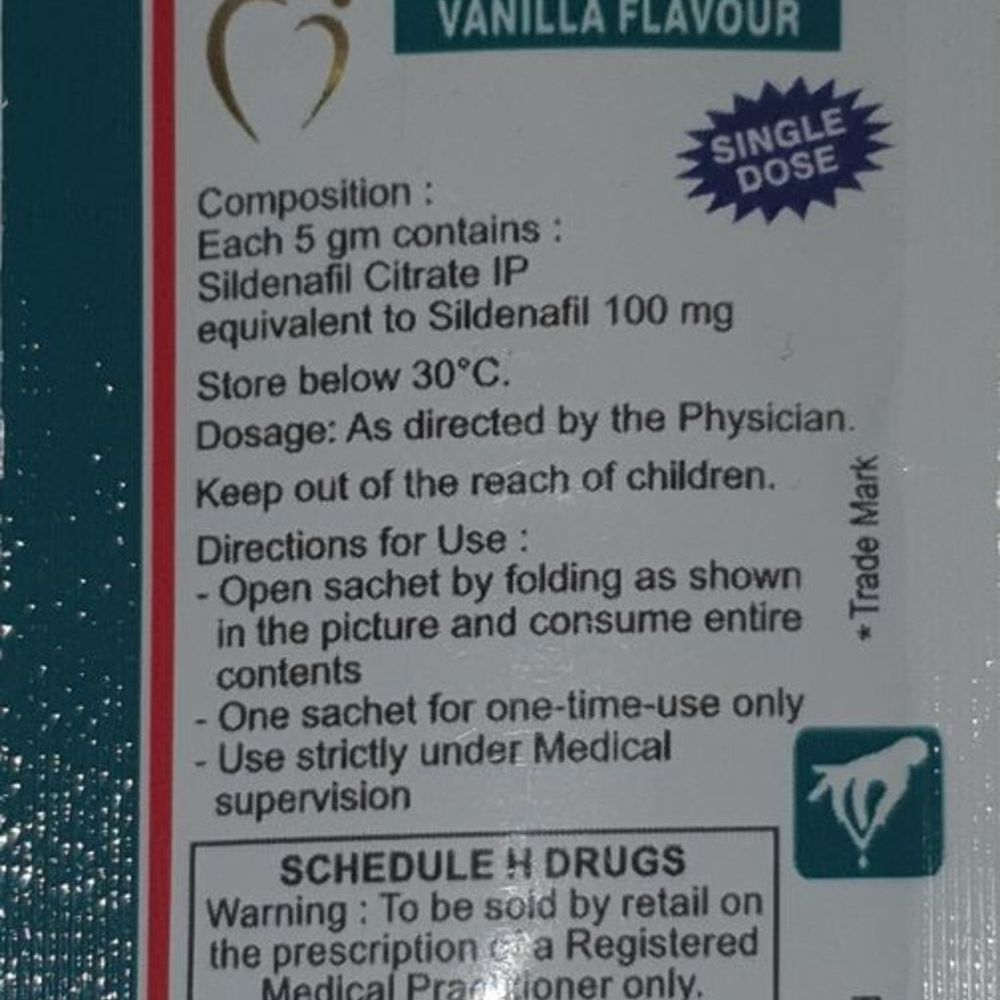 VANILLA FLAVOUR
SINGLE
DOSE
Composition :
Each 5 gm contains :
Sildenafil Citrate IP
equivalent to Sildenafil 100 mg
Store below 30°C.
Dosage: As directed by the Physician.
Keep out of the reach of children.
Directions for Use :
- Open sachet by folding as shown
in the picture and consume entire
contents
- One sachet for one-time-use only
- Use strictly under Medical
supervision
* Trade Mark
SCHEDULE H DRUGS
Warning : To be sold by retail on
the prescription of a Registered
Medical Practitioner only.